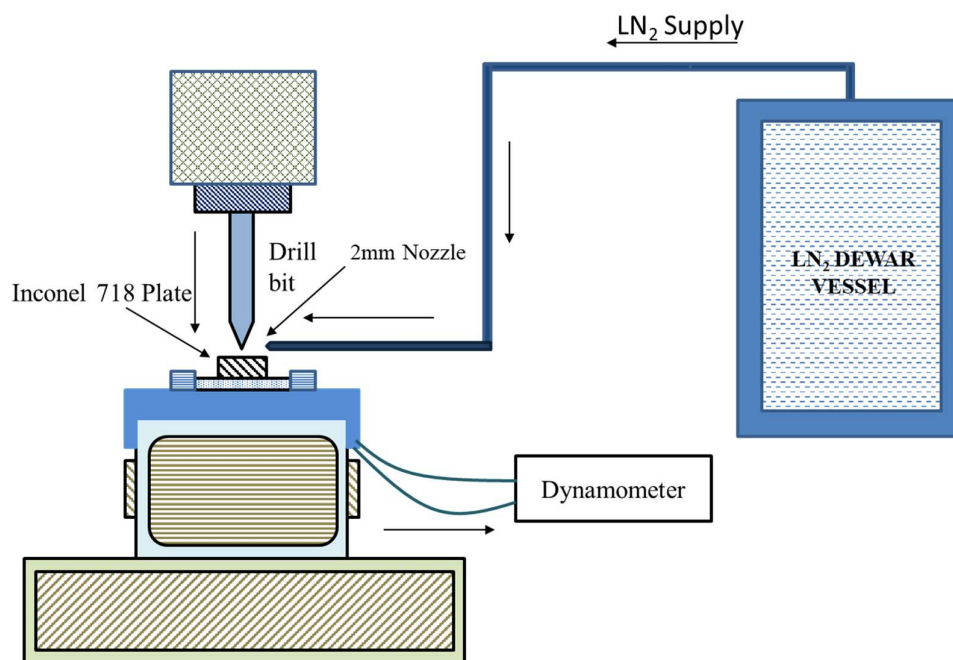 LN₂ Supply
Drill
bit
2mm Nozzle
Inconel 718 Plate
LN₂ DEWAR
VESSEL
Dynamometer